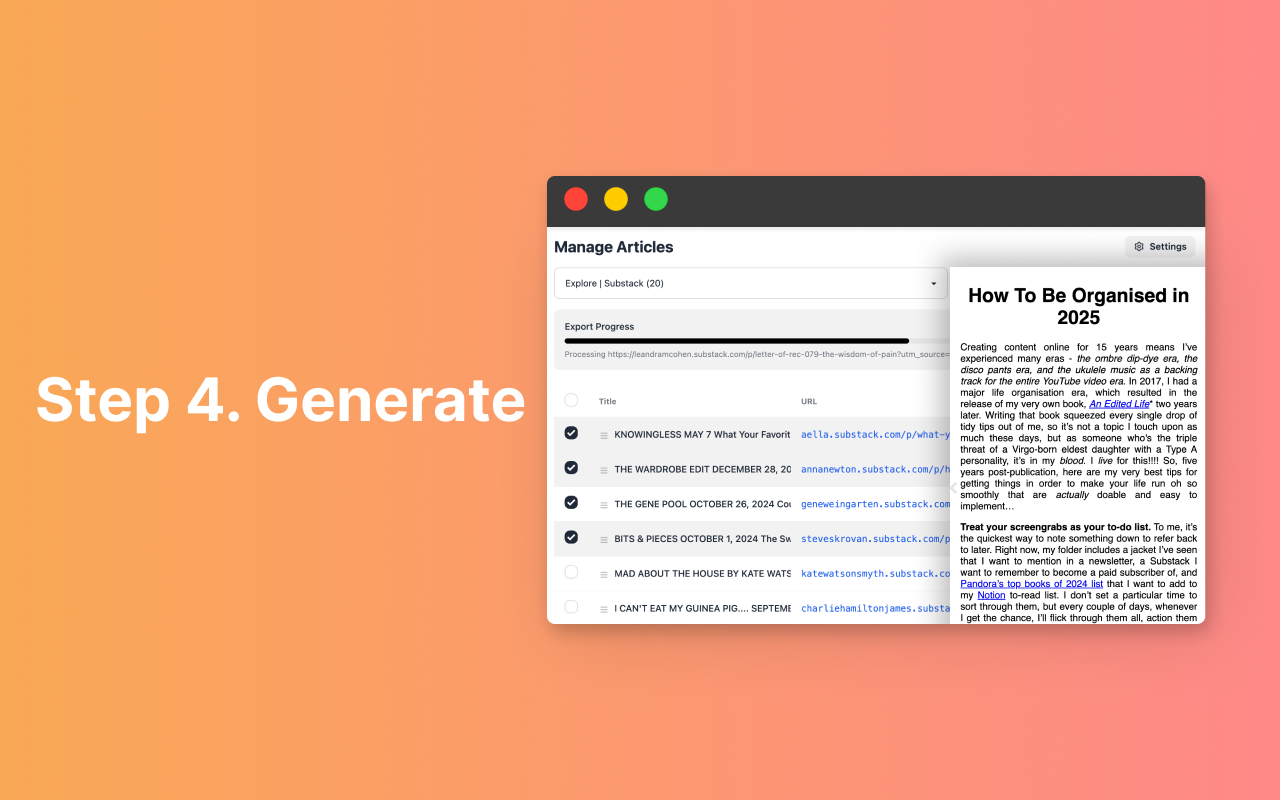 Step 4. Generate
Manage Articles
Settings
Explore | Substack (20)
Export Progress
Processing https://leandramcohen.substack.com/p/letter-of-rec-079-the-wisdom-of-pain?utm_source=
Title URL
KNOWINGLESS MAY 7 What Your Favorit aella.substack.com/p/what-y
THE WARDROBE EDIT DECEMBER 28, 20 annanewton.substack.com/p/h
THE GENE POOL OCTOBER 26, 2024 Cou geneweingarten.substack.com
BITS & PIECES OCTOBER 1, 2024 The Sw steveskrovan.substack.com/p
MAD ABOUT THE HOUSE BY KATE WATS katewatsonsmyth.substack.co
I CAN'T EAT MY GUINEA PIG.... SEPTEME charliehamiltonjames.substa
How To Be Organised in
2025
Creating content online for 15 years means I've
experienced many eras - the ombre dip-dye era, the
disco pants era, and the ukulele music as a backing
track for the entire YouTube video era. In 2017, I had a
major life organisation era, which resulted in the
release of my very own book, An Edited Life* two years
later. Writing that book squeezed every single drop of
tidy tips out of me, so it's not a topic I touch upon as
much these days, but as someone who's the triple
threat of a Virgo-born eldest daughter with a Type A
personality, it's in my blood. I live for this!!!! So, five
years post-publication, here are my very best tips for
getting things in order to make your life run oh so
smoothly that are actually doable and easy to
implement…
Treat your screengrabs as your to-do list. To me, it's
the quickest way to note something down to refer back
to later. Right now, my folder includes a jacket I've seen
that I want to mention in a newsletter, a Substack I
want to remember to become a paid subscriber of, and
Pandora's top books of 2024 list that I want to add to
my Notion to-read list. I don't set a particular time to
sort through them, but every couple of days, whenever
I get the chance, I'll flick through them all, action them